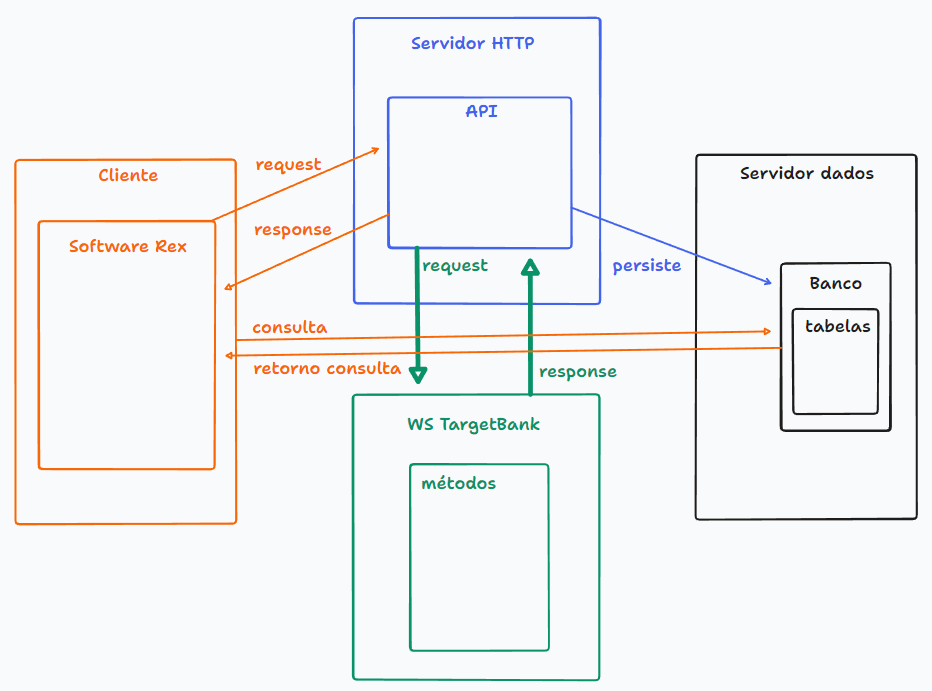 Servidor HTTP
API
Cliente
Software Rex
request
response
request
persiste
Servidor dados
Banco
tabelas
consulta
retorno consulta
response
WS TargetBank
métodos